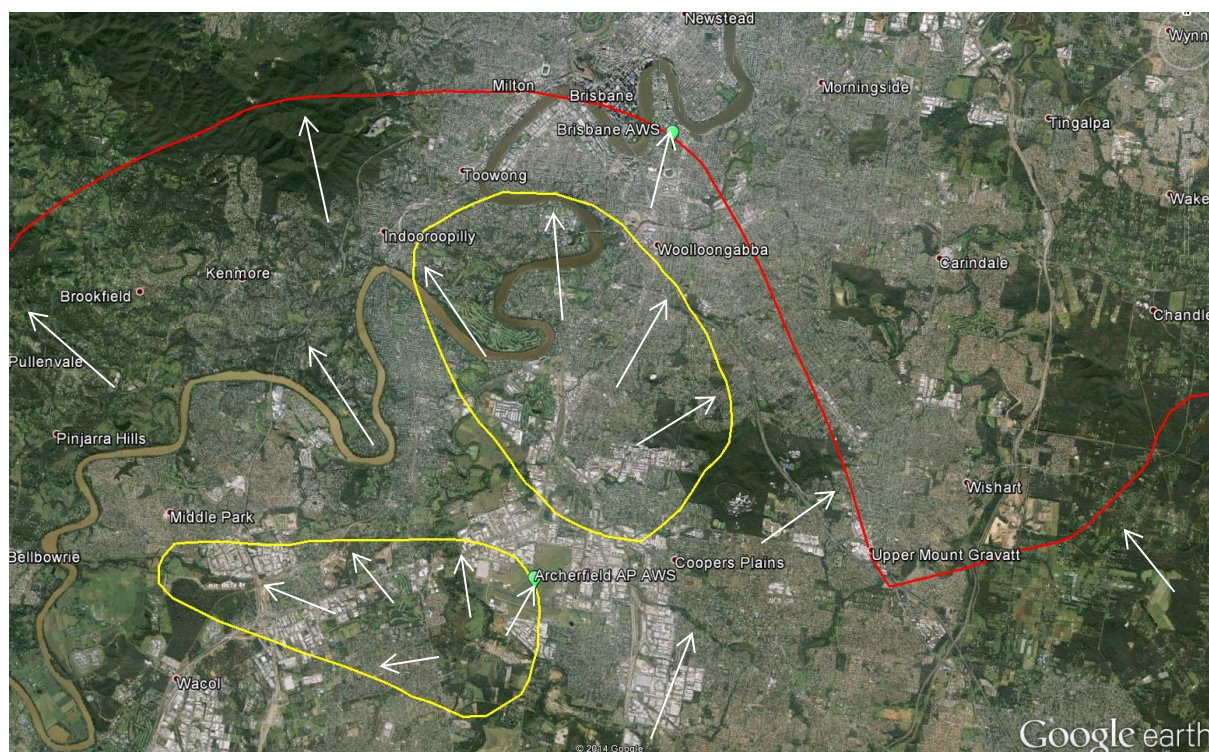 Newstead
Wynn
Milton
Brisbane
Morningside
Brisbane AWS
Tingalpa
Toowong
Wake
Indooroopilly
Woolloongabba
Kenmore
Carindale
Brookfield
Chandle
Pullenvale
Pinjarra Hills
Wishart
Middle Park
Bellbowrie
Upper Mount Gravatt
Coopers Plains
Archerfield AP AWS
Wacol
Google earth
© 2014 Google